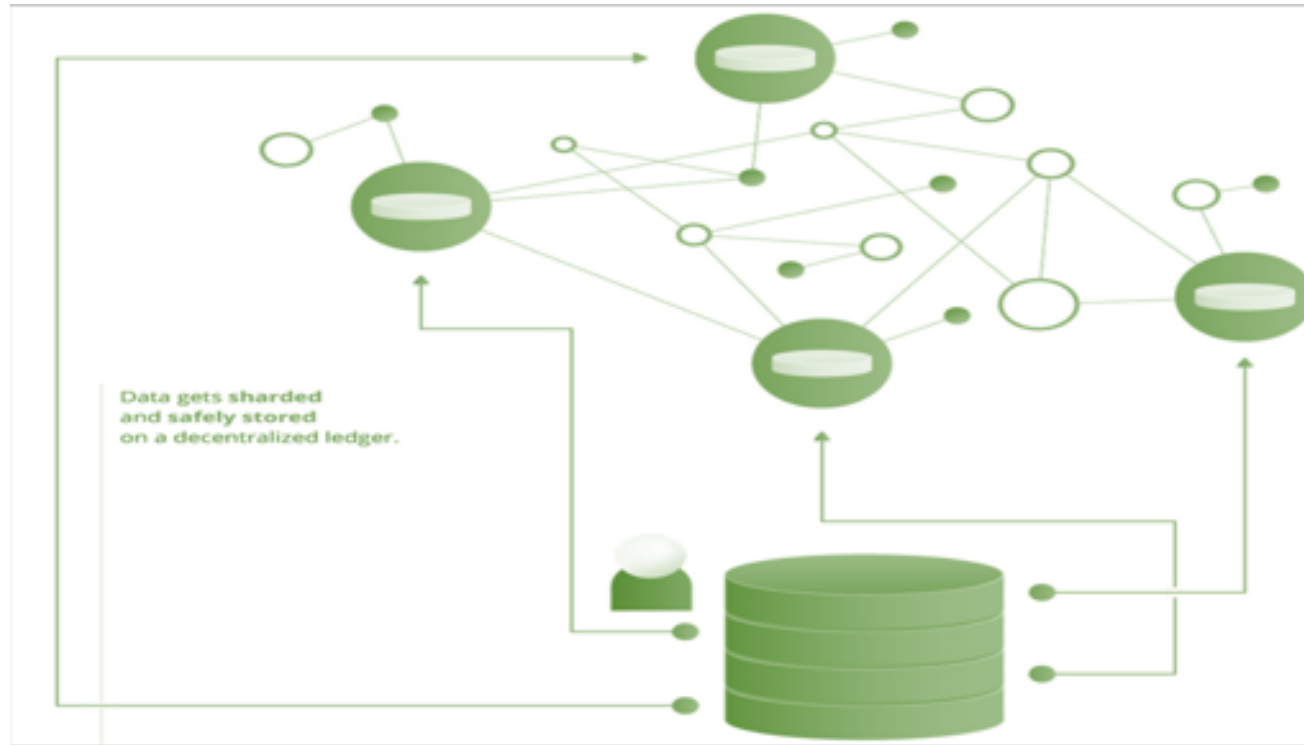 Data gets sharded
and safely stored
on a decentralized ledger.